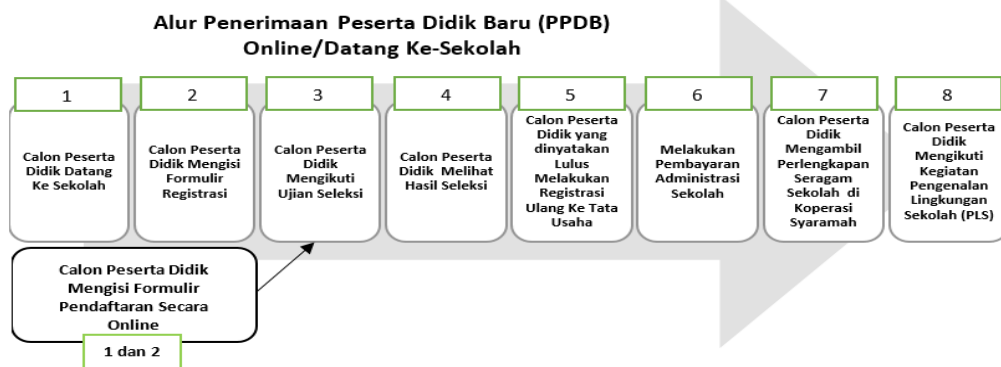 Alur Penerimaan Peserta Didik Baru (PPDB)
Online/Datang Ke-Sekolah
1
Calon Peserta
Didik Datang
Ke Sekolah
2
Calon Peserta
Didik Mengisi
Formulir
Registrasi
3
Calon Peserta
Didik
Mengikuti
Ujian Seleksi
4
Calon Peserta
Didik Melihat
Hasil Seleksi
5
Calon Peserta
Didik yang
dinyatakan
Lulus
Melakukan
Registrasi
Ulang Ke Tata
Usaha
6
Melakukan
Pembayaran
Administrasi
Sekolah
7
Calon Peserta
Didik
Mengambil
Perlengkapan
Seragam
Sekolah di
Koperasi
Syaramah
8
Calon Peserta
Didik
Mengikuti
Kegiatan
Pengenalan
Lingkungan
Sekolah (PLS)
Calon Peserta Didik
Mengisi Formulir
Pendaftaran Secara
Online
1 dan 2